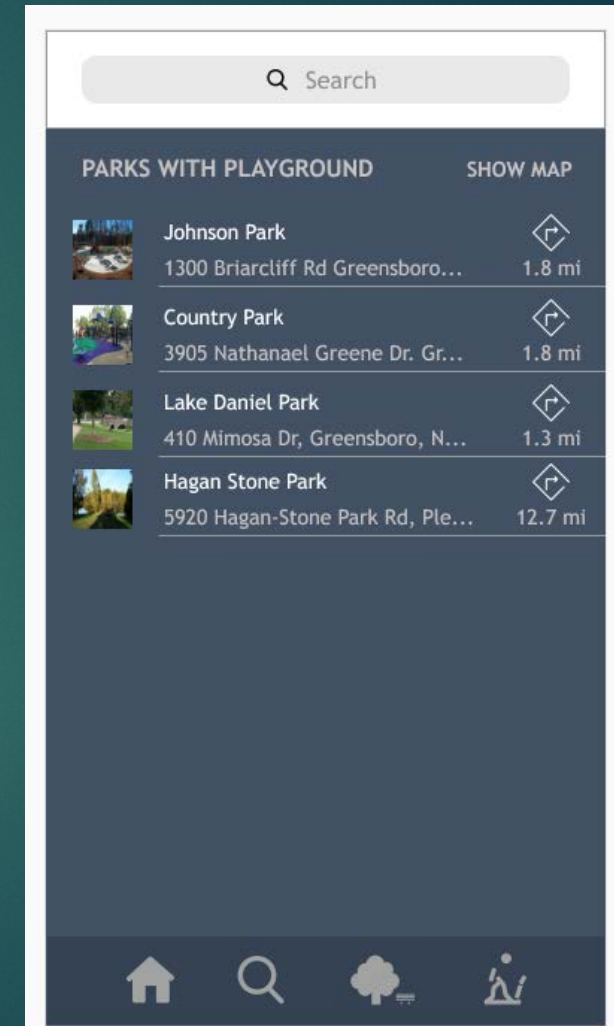 Search
PARKS WITH PLAYGROUND SHOW MAP
Johnson Park
1300 Briarcliff Rd Greensboro... 1.8 mi
Country Park
3905 Nathanael Greene Dr. Gr... 1.8 mi
Lake Daniel Park
410 Mimosa Dr, Greensboro, N... 1.3 mi
Hagan Stone Park
5920 Hagan-Stone Park Rd, Ple... 12.7 mi